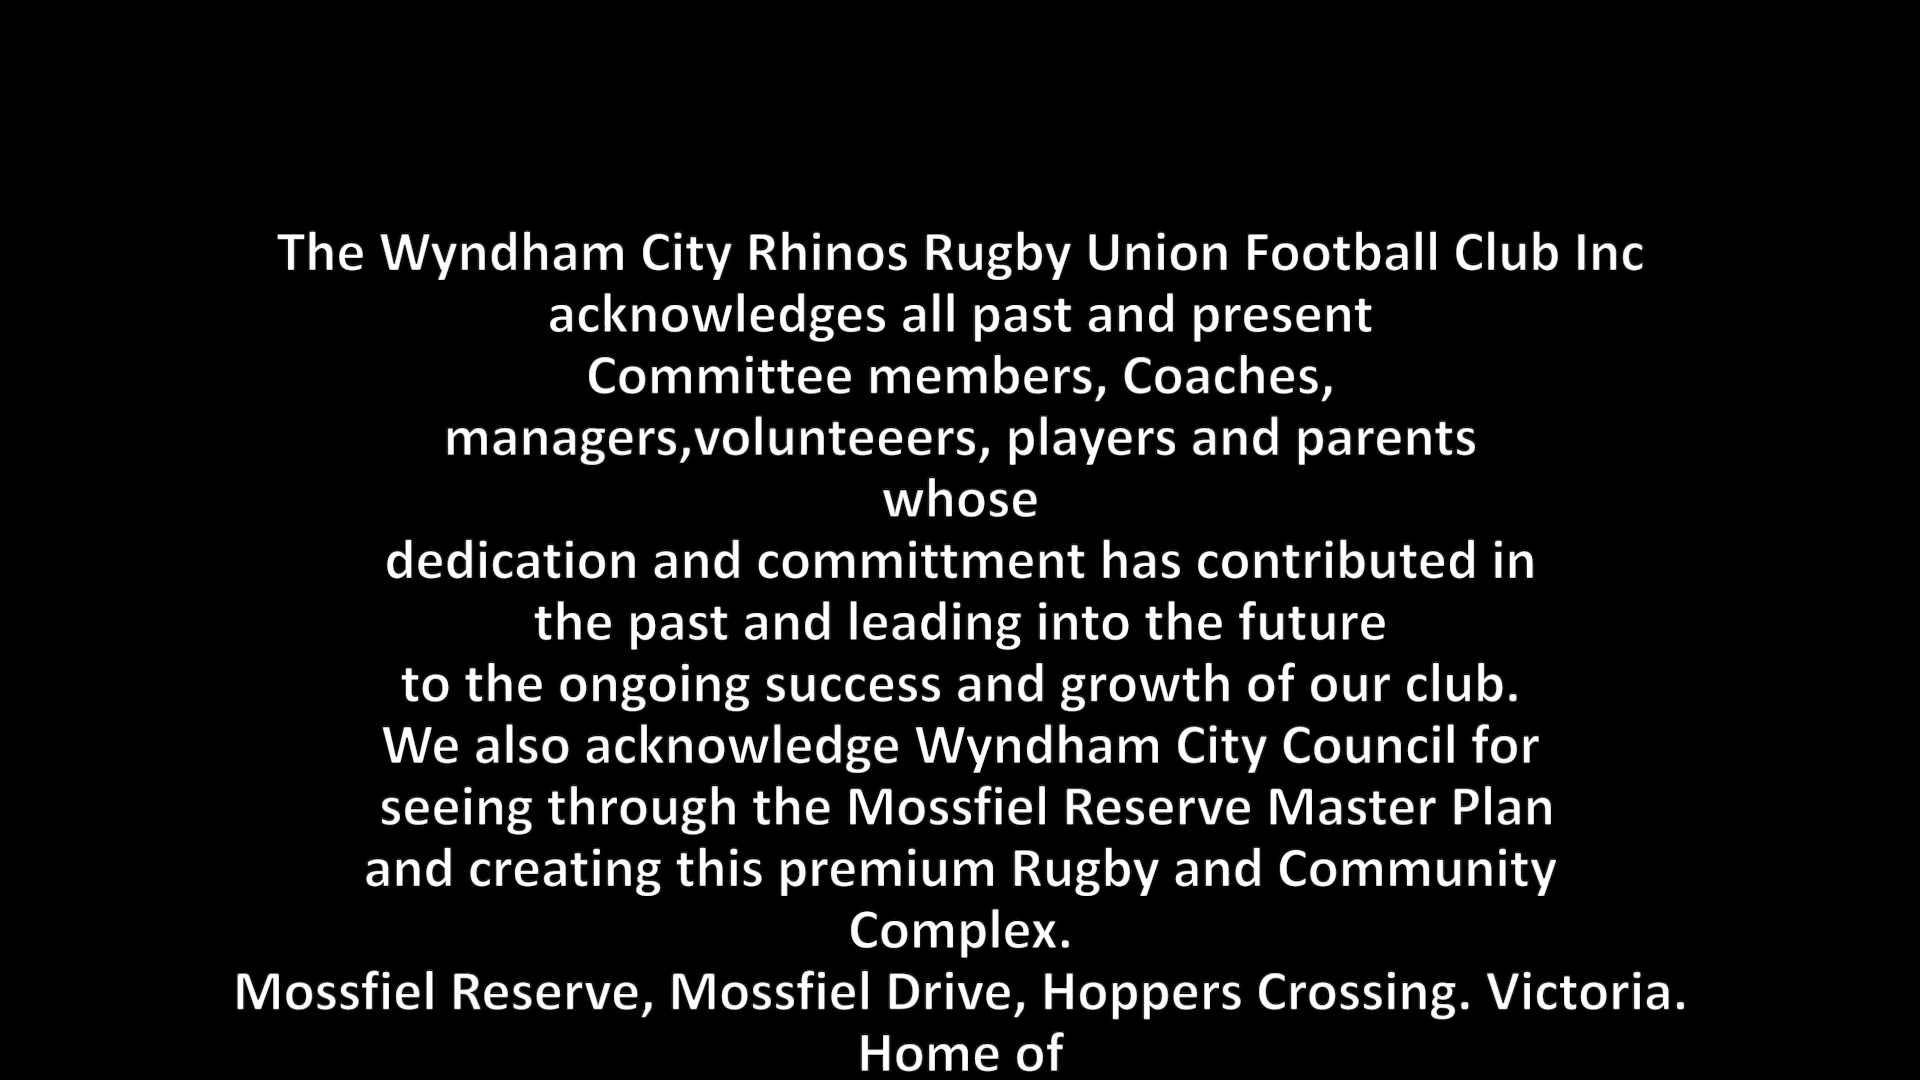 The Wyndham City Rhinos Rugby Union Football Club Inc
acknowledges all past and present
Committee members, Coaches,
managers,volunteeers, players and parents
whose
dedication and committment has contributed in
the past and leading into the future
to the ongoing success and growth of our club.
We also acknowledge Wyndham City Council for
seeing through the Mossfiel Reserve Master Plan
and creating this premium Rugby and Community
Complex.
Mossfiel Reserve, Mossfiel Drive, Hoppers Crossing. Victoria.
Home of